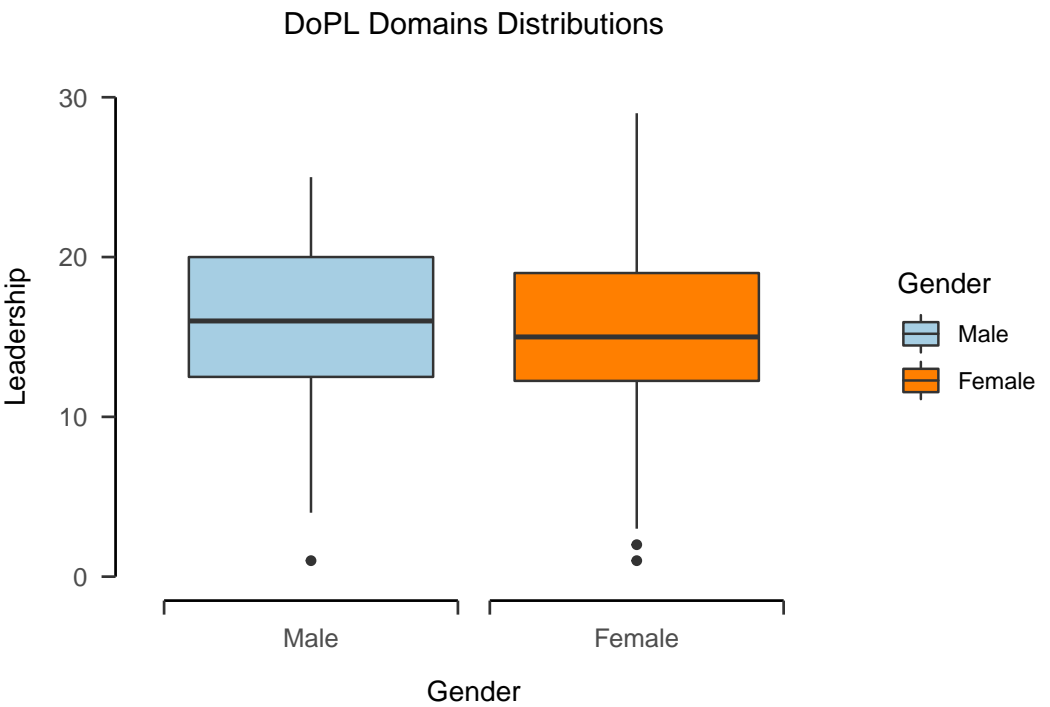 DoPL Domains Distributions
30
20
10
0
Leadership
Male
Female
Gender
Gender
Male
Female